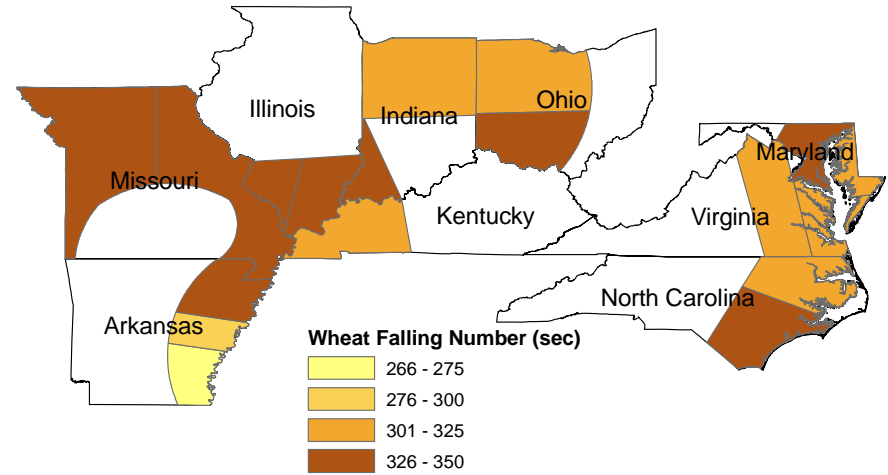 Illinois
Indiana
Ohio
Missouri
Maryland
Kentucky
Virginia
North Carolina
Arkansas
Wheat Falling Number (sec)
266 - 275
276 - 300
301 - 325
326 - 350